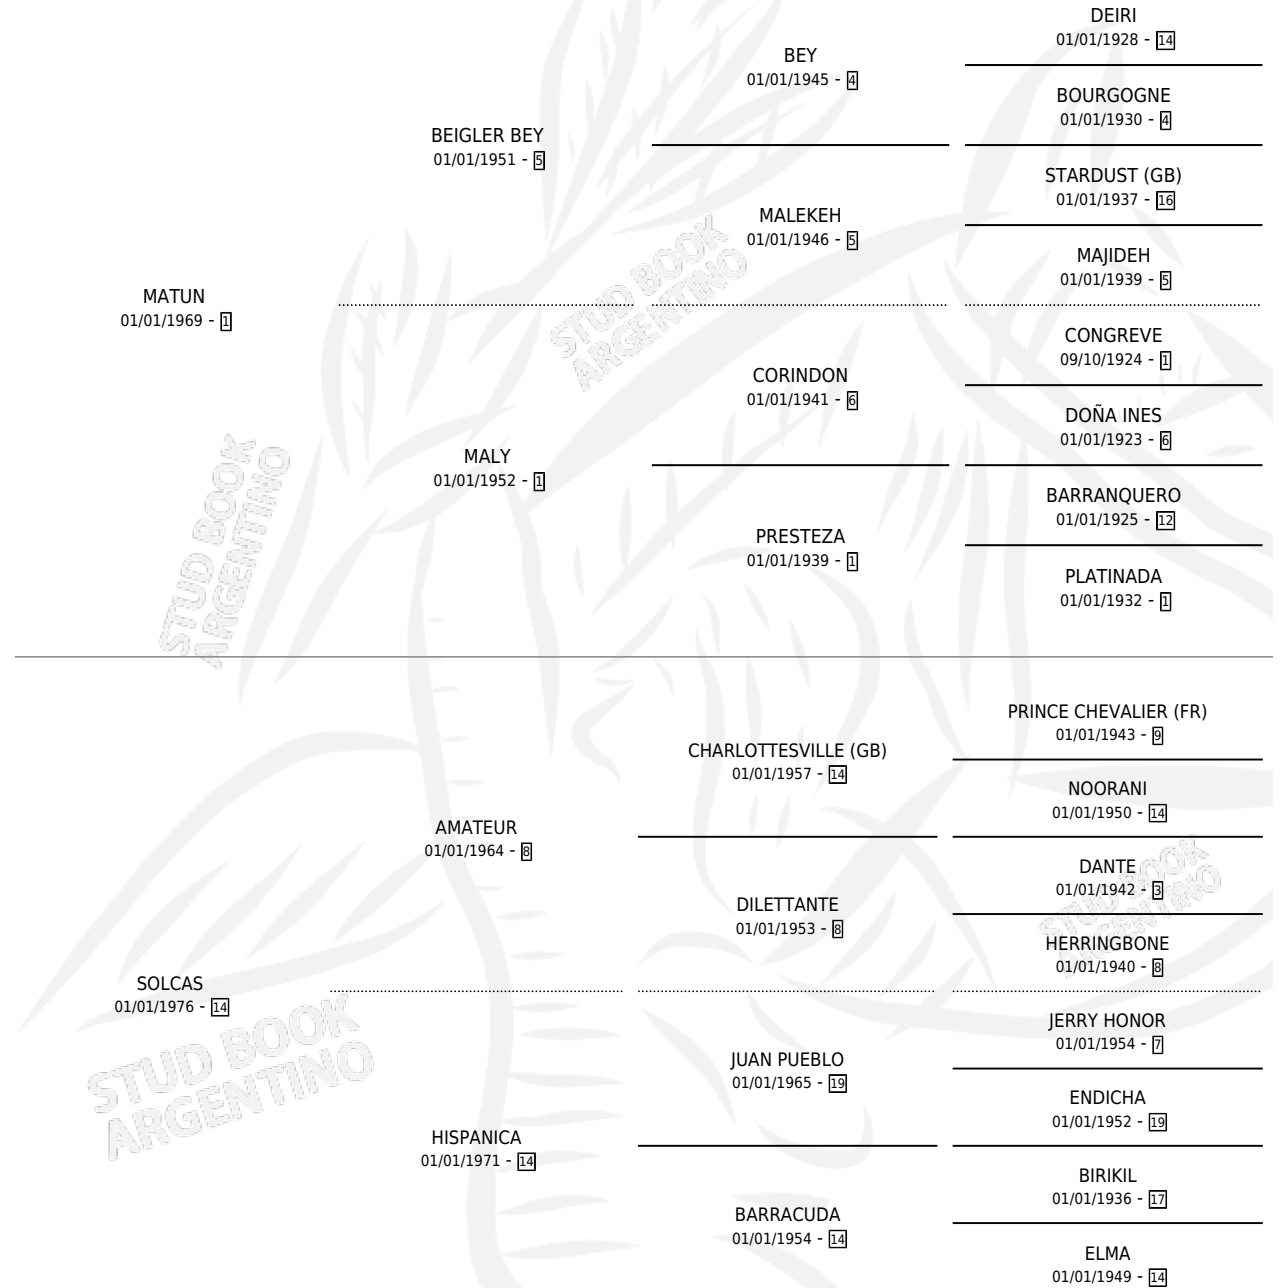 DEIRI
01/01/1928 - 14
BEY
01/01/1945 - 4
BOURGOGNE
01/01/1930 - 4
BEIGLER BEY
01/01/1951 - 5
STARDUST (GB)
01/01/1937 - 16
MALEKEH
01/01/1946 - 5
MAJIDEH
01/01/1939 - 5
MATUN
01/01/1969 - 1
CONGREVE
09/10/1924 - 1
CORINDON
01/01/1941 - 6
DOÑA INES
01/01/1923 - 6
MALY
01/01/1952 - 1
BARRANQUERO
01/01/1925 - 12
PRESTEZA
01/01/1939 - 1
PLATINADA
01/01/1932 - 1
STUD BOOK
ARGENTINO
STUD BOOK
ARGENTINO
PRINCE CHEVALIER (FR)
01/01/1943 - 9
CHARLOTTESVILLE (GB)
01/01/1957 - 14
NOORANI
01/01/1950 - 14
AMATEUR
01/01/1964 - 8
DANTE
01/01/1942 - 3
DILETTANTE
01/01/1953 - 8
HERRINGBONE
01/01/1940 - 8
STUD BOOK
ARGENTINO
SOLCAS
01/01/1976 - 14
JERRY HONOR
01/01/1954 - 7
JUAN PUEBLO
01/01/1965 - 19
ENDICHA
01/01/1952 - 19
STUD BOOK
ARGENTINO
HISPANICA
01/01/1971 - 14
BIRIKIL
01/01/1936 - 17
BARRACUDA
01/01/1954 - 14
ELMA
01/01/1949 - 14